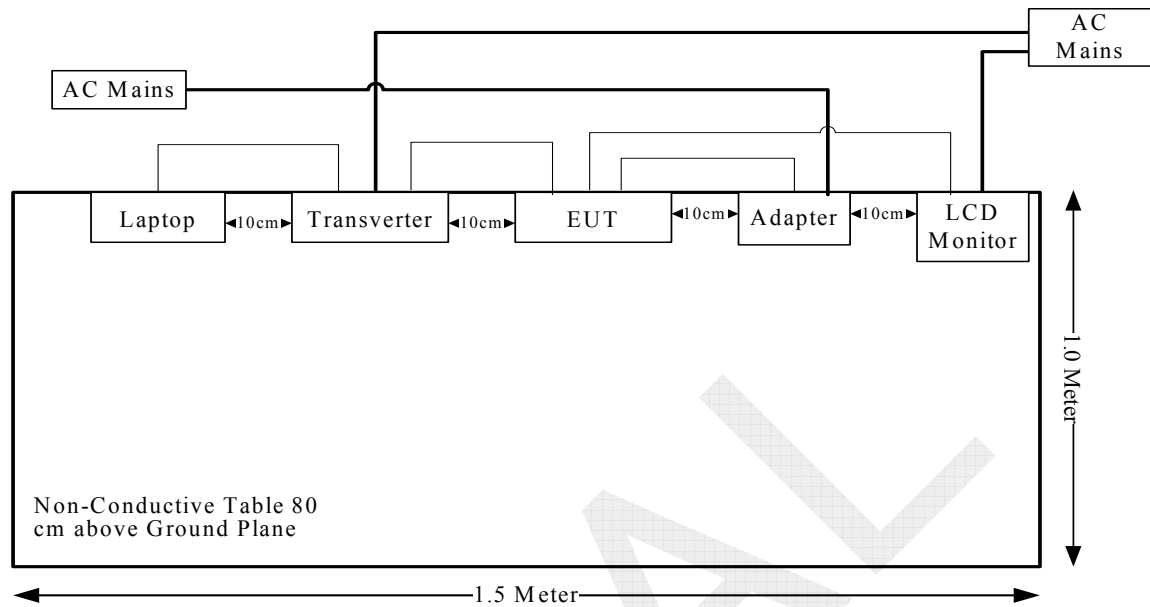 AC
Mains
AC Mains
Laptop
10cm
Transverter
10cm
EUT
10cm
Adapter
10cm
LCD
Monitor
1.0 Meter
Non-Conductive Table 80
cm above Ground Plane
1.5 Meter
AL